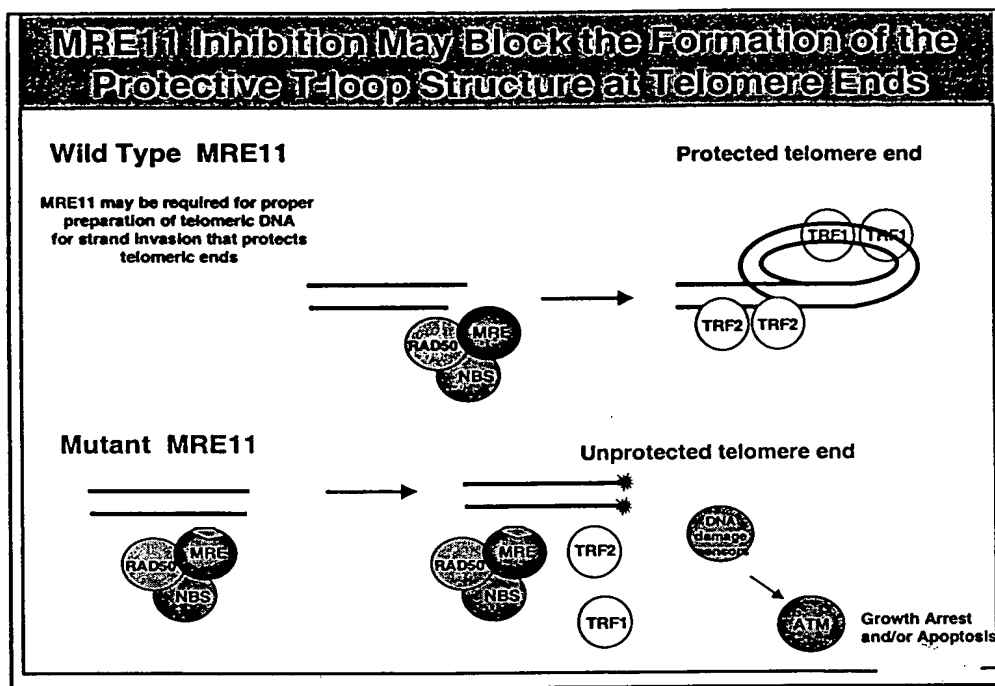 MRE11 Inhibition May Block the Formation of the
Protective T-loop Structure at Telomere Ends
Wild Type MRE11
Protected telomere end
MRE11 may be required for proper
preparation of telomeric DNA
for strand invasion that protects
telomeric ends
TRF1 TRF1
TRF2 TRF2
RAD50 MRE
NBS
Mutant MRE11
Unprotected telomere end
RAD50 MRE
NBS
RAD50 MRE
NBS
TRF2
TRF1
DNA
damage
sensors
ATM
Growth Arrest
and/or Apoptosis